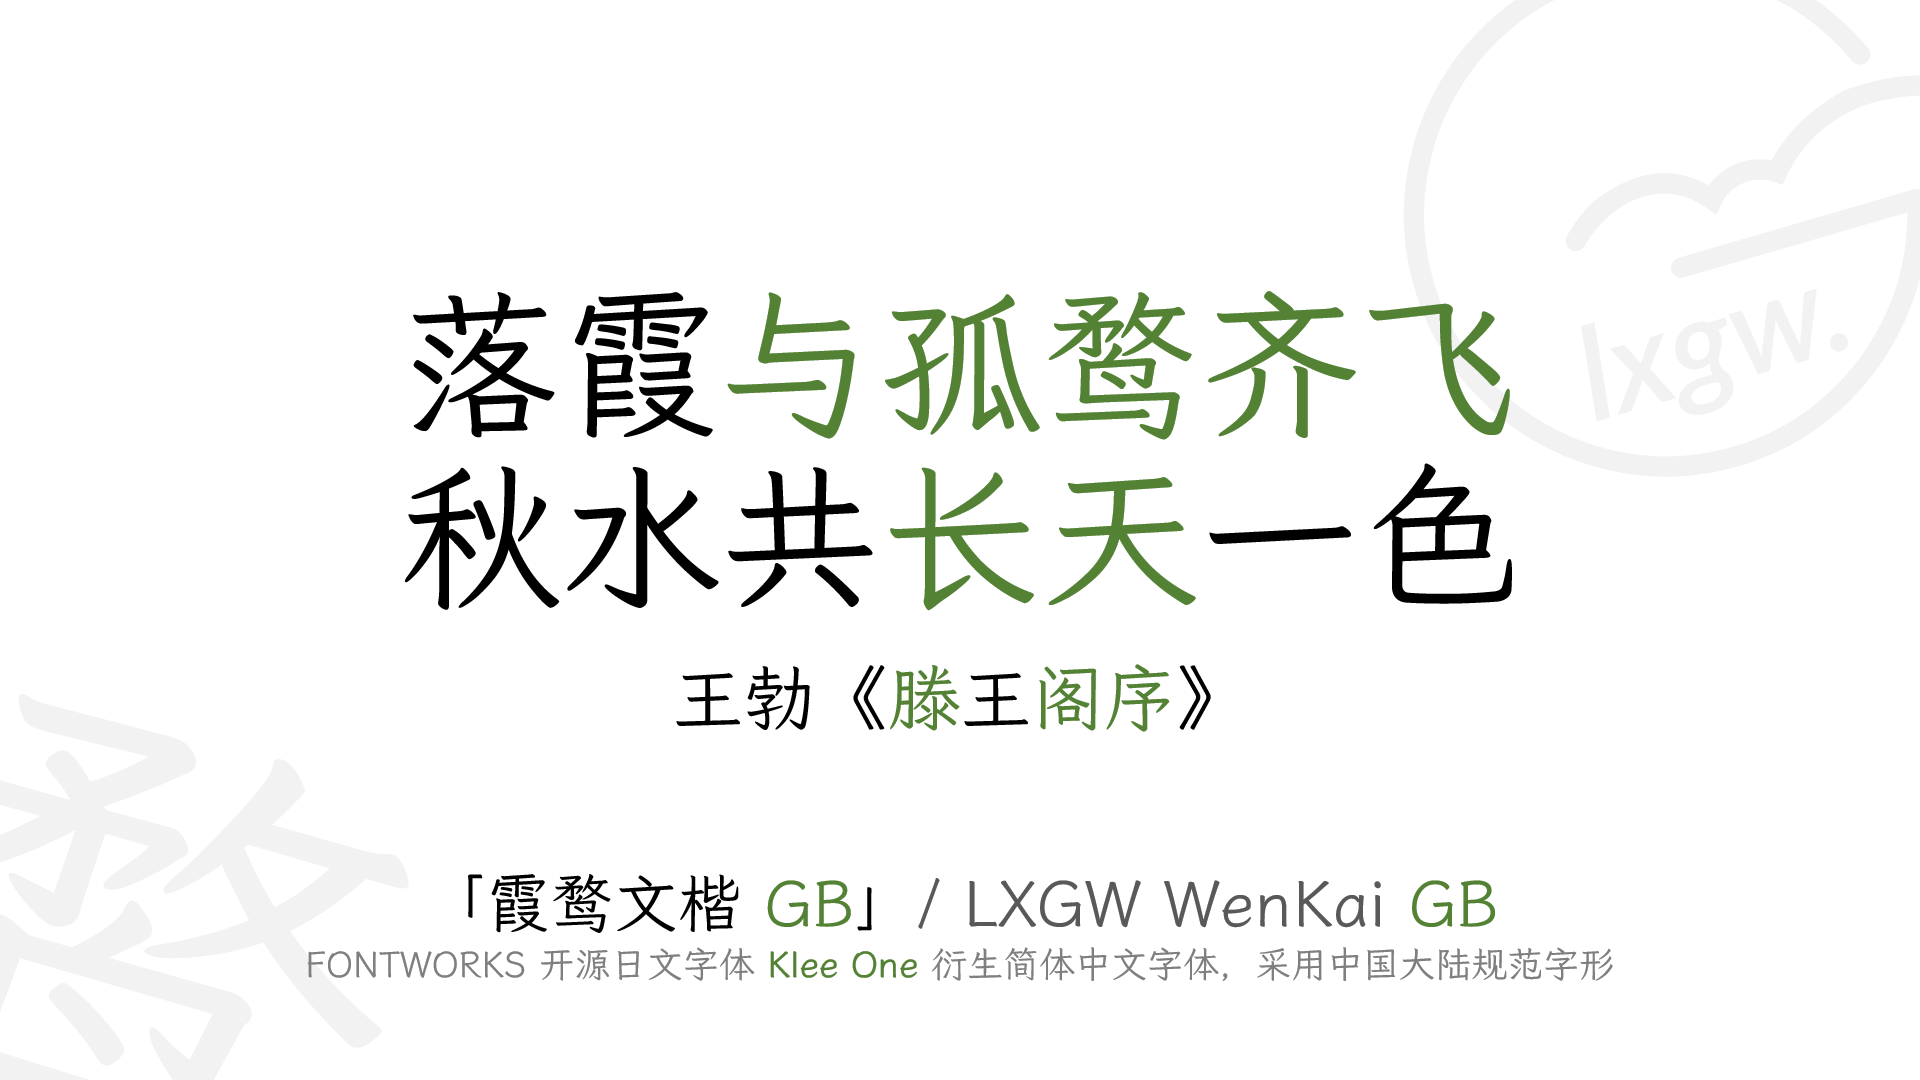 lxgw.
落霞与孤鹜齐飞
秋水共长天一色
王勃《滕王阁序》
「霞鹜文楷 GB」/ LXGW WenKai GB
FONTWORKS 开源日文字体 Klee One 衍生简体中文字体，采用中国大陆规范字形
鹜